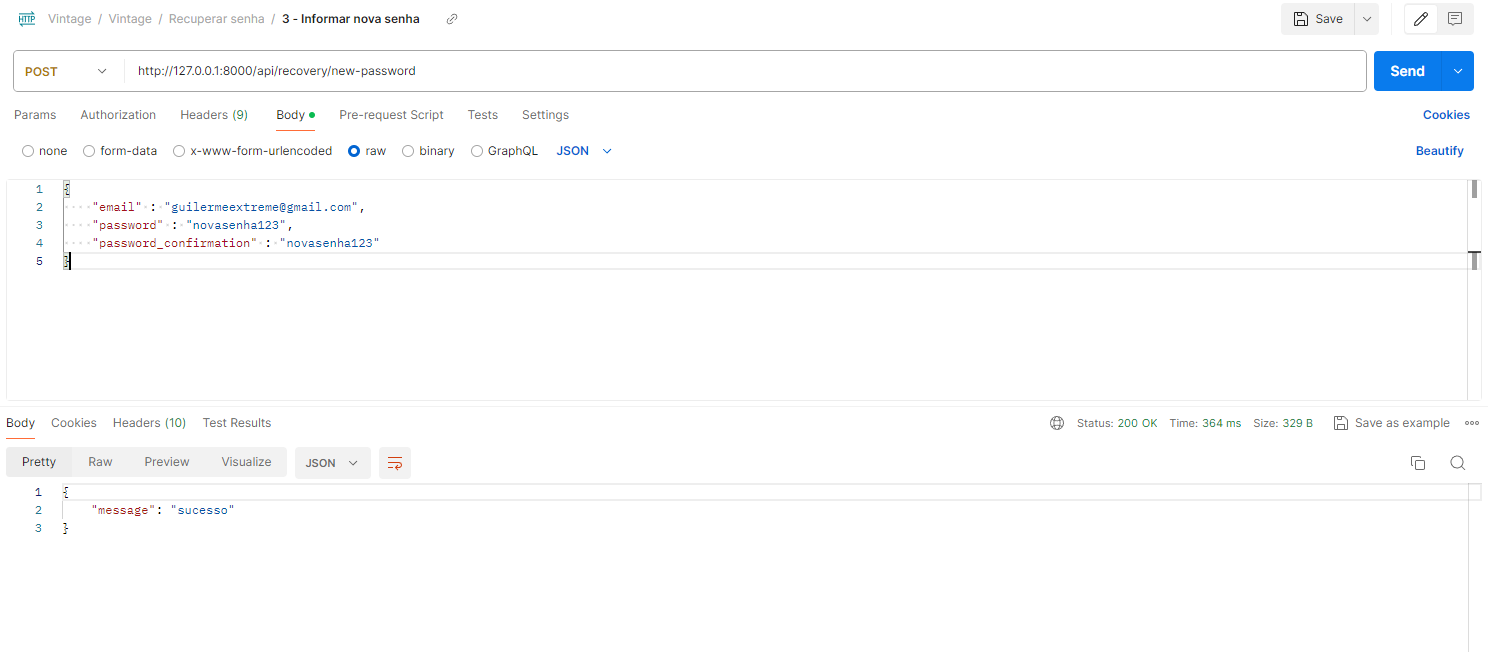 HTTP Vintage / Vintage / Recuperar senha / 3 - Informar nova senha Save
POST http://127.0.0.1:8000/api/recovery/new-password Send
Params Authorization Headers (9) Body Pre-request Script Tests Settings Cookies
none form-data x-www-form-urlencoded raw binary GraphQL JSON Beautify
1 {
2 "email" : "guilermeextreme@gmail.com",
3 "password" : "novasenha123",
4 "password_confirmation" : "novasenha123"
5 }
Body Cookies Headers (10) Test Results Status: 200 OK Time: 364 ms Size: 329 B Save as example
Pretty Raw Preview Visualize JSON
1 {
2 "message": "sucesso"
3 }